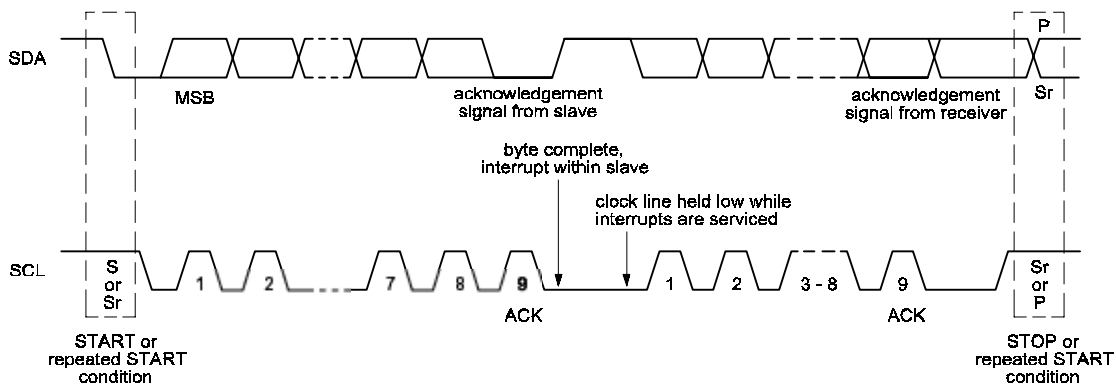 P
SDA
MSB
acknowledgement
signal from slave
acknowledgement
signal from receiver
Sr
byte complete,
interrupt within slave
clock line held low while
interrupts are serviced
SCL
S
or
Sr
1
2
7
8
9
1
2
3 - 8
9
Sr
or
P
ACK
ACK
START or
repeated START
condition
STOP or
repeated START
condition